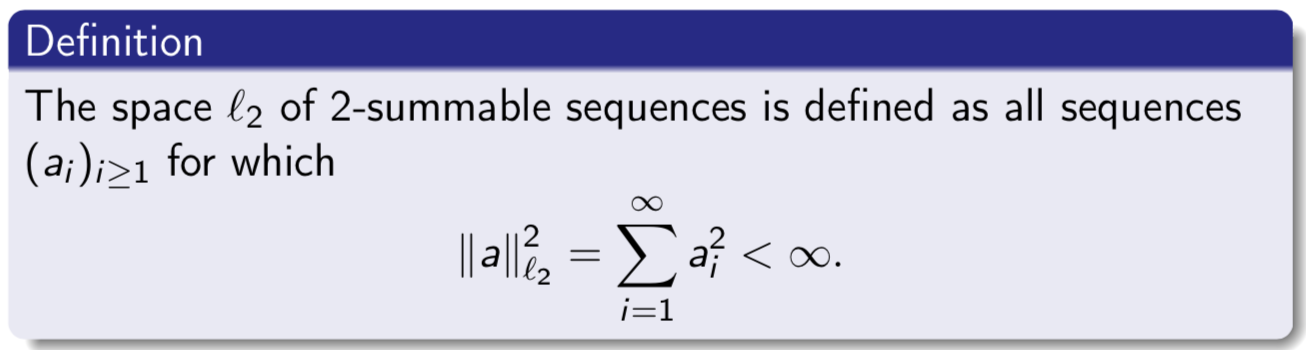 Definition
The space ℓ₂ of 2-summable sequences is defined as all sequences
(aᵢ)ᵢ≥₁ for which
‖a‖²_ℓ₂ = ∑_{i=1}^{∞} aᵢ² < ∞.